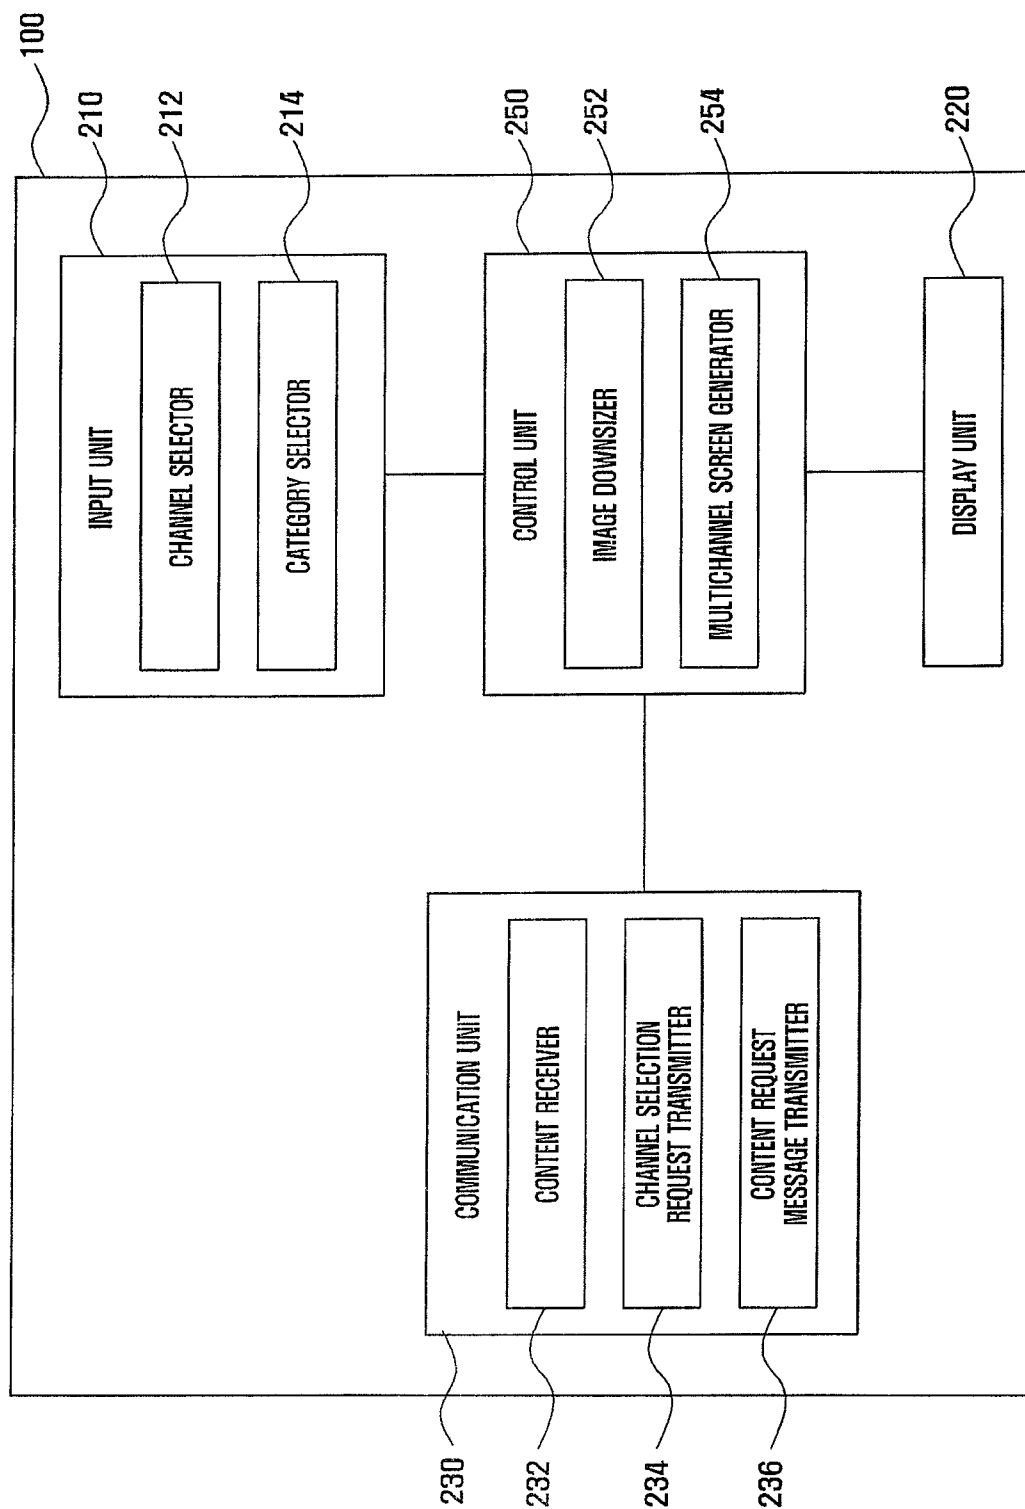 100
210
INPUT UNIT
212
CHANNEL SELECTOR
214
CATEGORY SELECTOR
250
CONTROL UNIT
252
IMAGE DOWNSIZER
254
MULTICHANNEL SCREEN GENERATOR
220
DISPLAY UNIT
230
COMMUNICATION UNIT
232
CONTENT RECEIVER
234
CHANNEL SELECTION
REQUEST TRANSMITTER
236
CONTENT REQUEST
MESSAGE TRANSMITTER